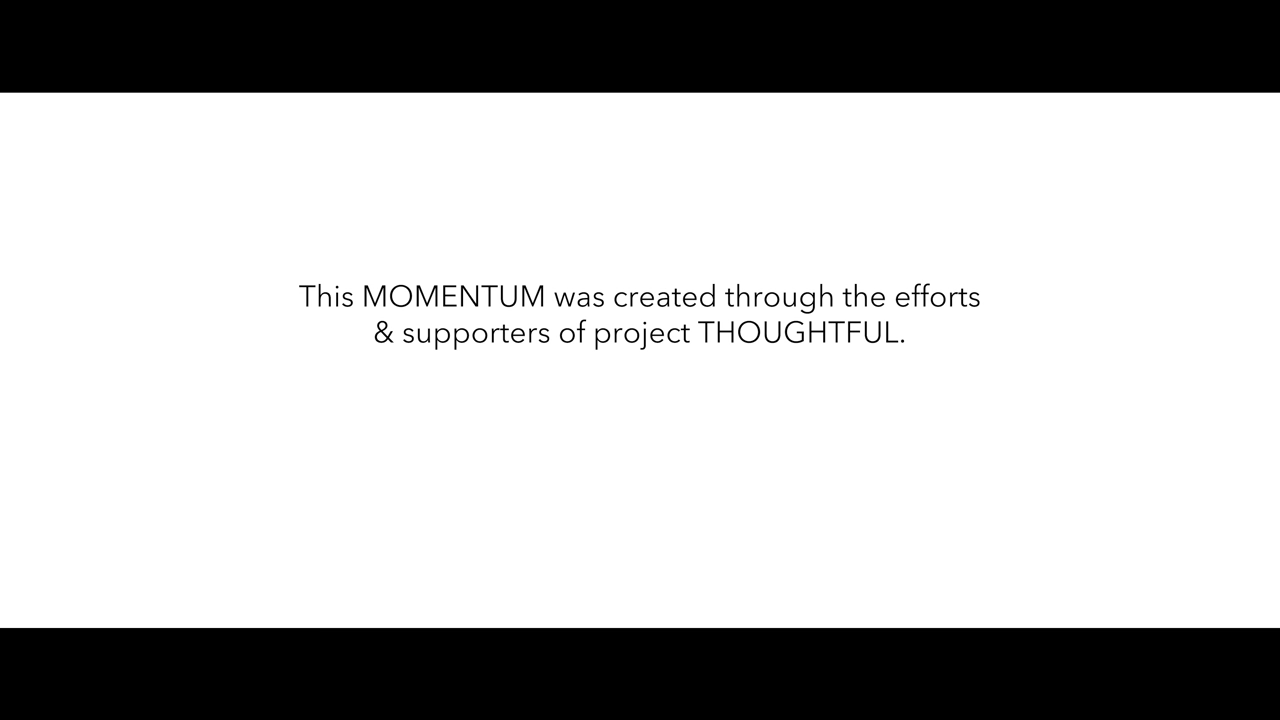 This MOMENTUM was created through the efforts
& supporters of project THOUGHTFUL.